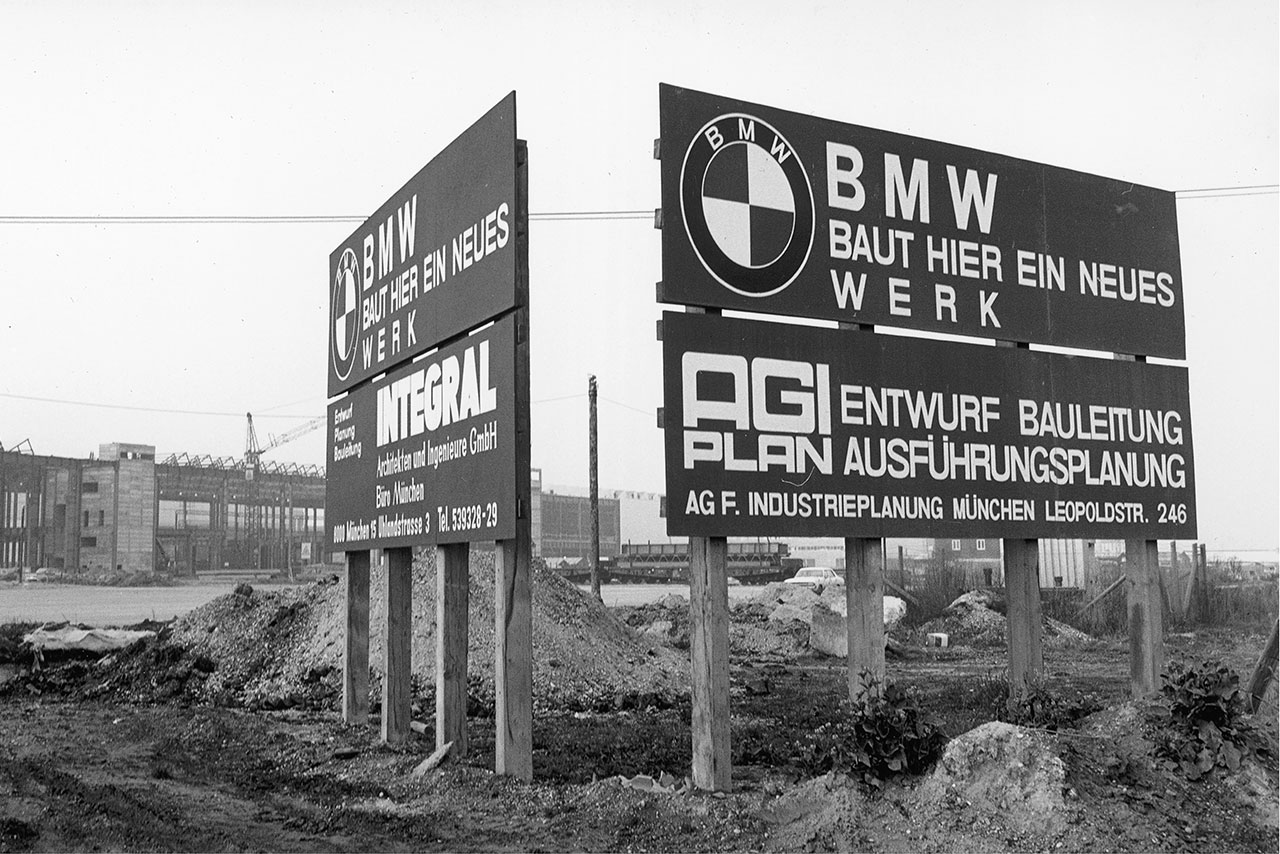 BMW
BMW
BAUT HIER EIN NEUES
WERK
Entwurf
Planung
Bauleitung
INTEGRAL
Architekten und Ingenieure GmbH
Büro München
8000 München 15 Uhlandstrasse 3 Tel. 539328-29
BMW
BMW
BAUT HIER EIN NEUES
WERK
AGI
PLAN
ENTWURF BAULEITUNG
AUSFÜHRUNGSPLANUNG
AG F. INDUSTRIEPLANUNG MÜNCHEN LEOPOLDSTR. 246